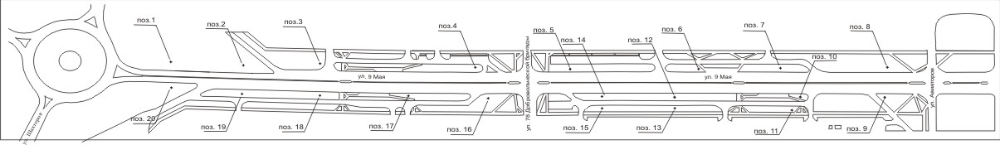 поз.1
поз.2
поз.3
поз.4
поз. 5
поз. 14
поз. 12
поз. 6
поз. 7
поз. 10
поз. 8
ул. 9 Мая
ул. 9 Мая
ул. 78 Добровольческой бригады
ул. Авиаторов
ул. Шахтеров
поз. 20
поз. 19
поз. 18
поз. 17
поз. 16
поз. 15
поз. 13
поз. 11
поз. 9